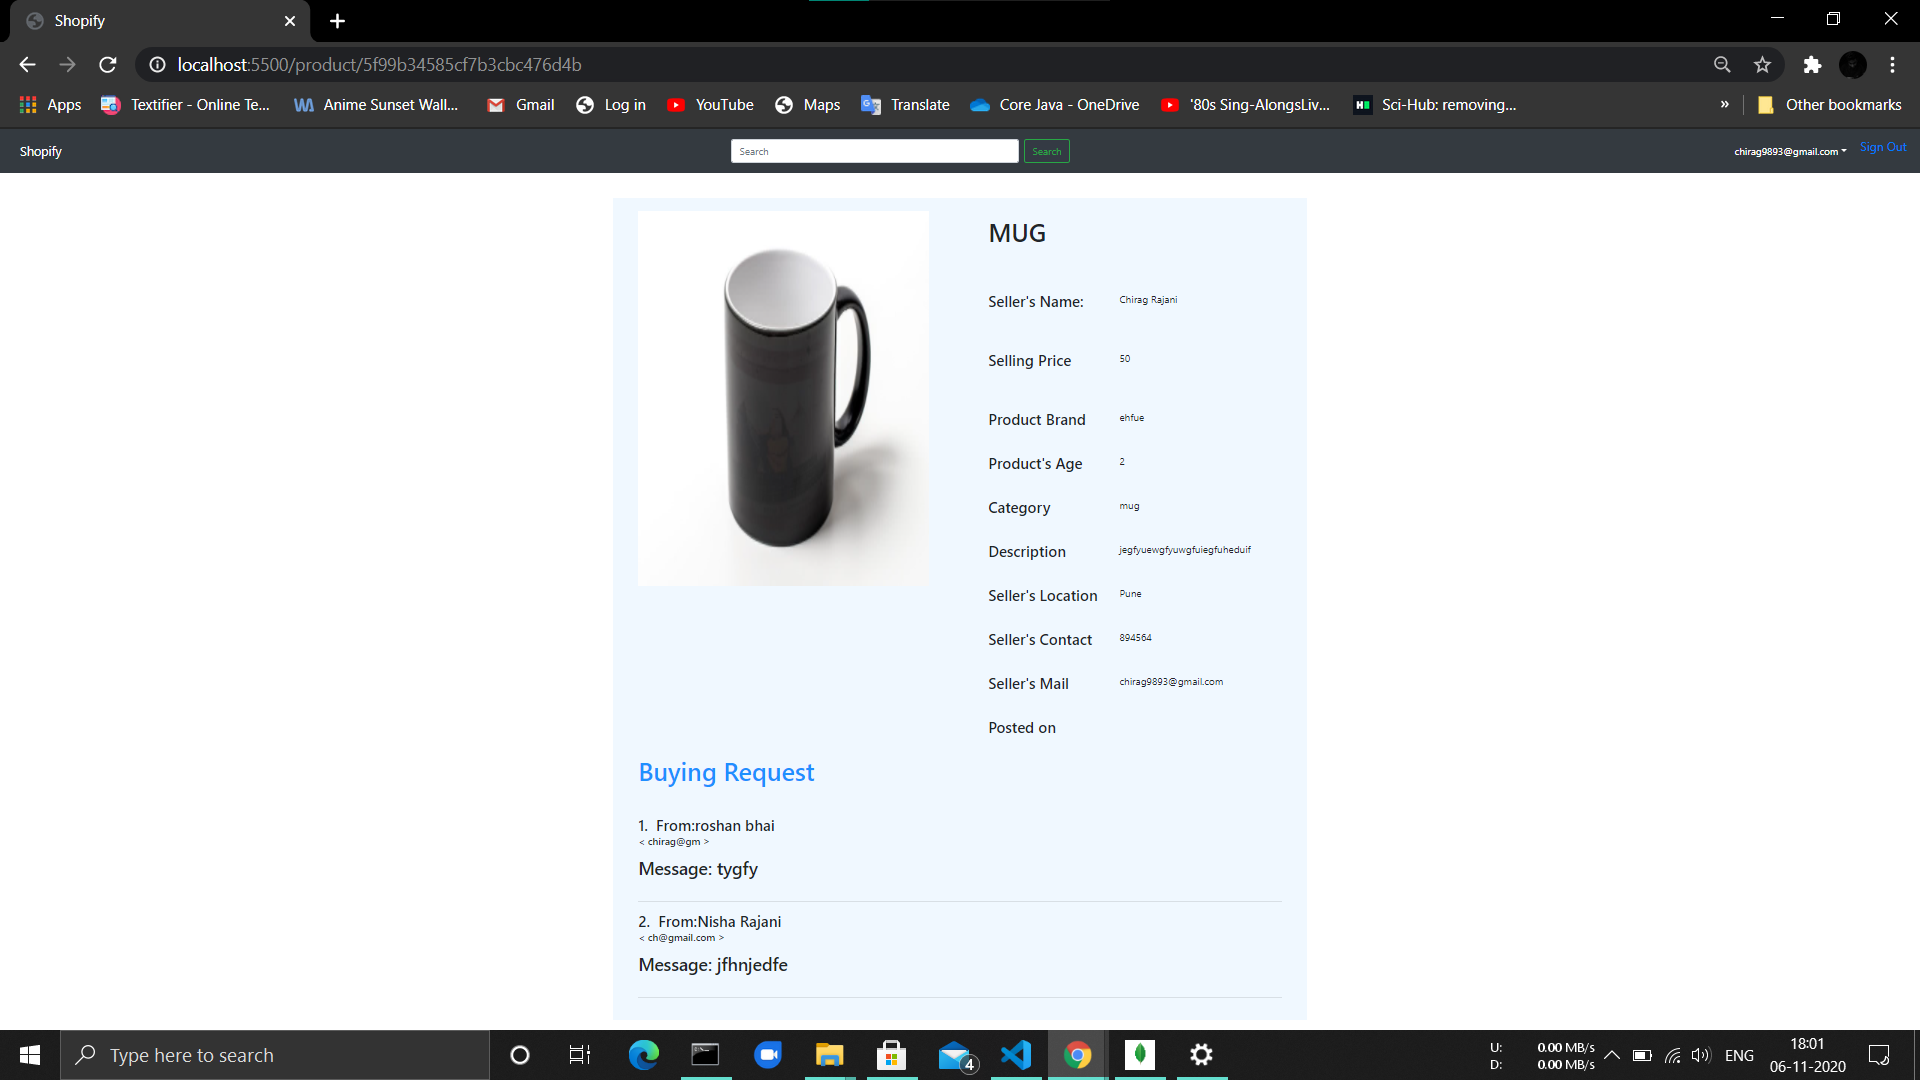 Shopify
localhost:5500/product/5f99b34585cf7b3cbc476d4b
Apps Textifier - Online Te... Anime Sunset Wall... Gmail Log in YouTube Maps Translate Core Java - OneDrive '80s Sing-AlongsLiv... Sci-Hub: removing... » Other bookmarks
Shopify Search Search chirag9893@gmail.com Sign Out
MUG
Seller's Name: Chirag Rajani
Selling Price 50
Product Brand ehfue
Product's Age 2
Category mug
Description jegfyuewgfyuwgfuiegfuheduif
Seller's Location Pune
Seller's Contact 894564
Seller's Mail chirag9893@gmail.com
Posted on
Buying Request
1. From:roshan bhai
< chirag@gm >
Message: tygfy
2. From:Nisha Rajani
< ch@gmail.com >
Message: jfhnjedfe
Type here to search 4 U: 0.00 MB/s ENG 18:01
D: 0.00 MB/s 06-11-2020